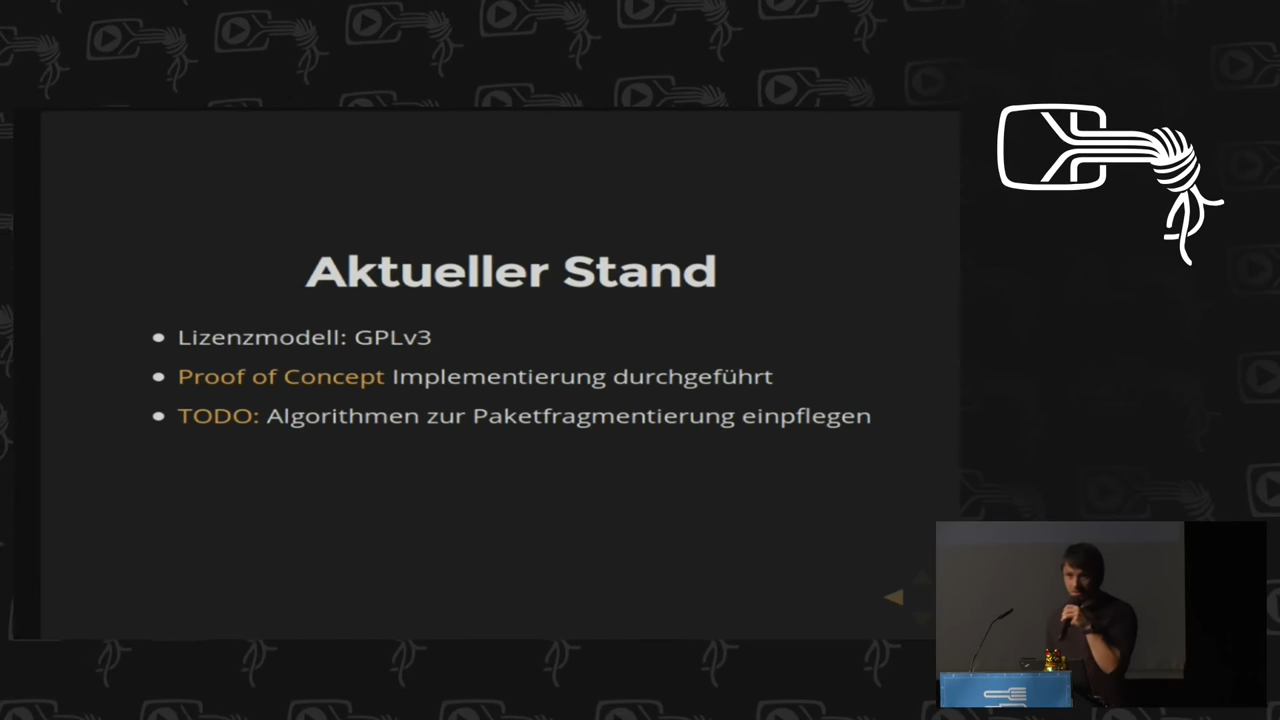 Aktueller Stand
Lizenzmodell: GPLv3
Proof of Concept Implementierung durchgeführt
TODO: Algorithmen zur Paketfragmentierung einpflegen